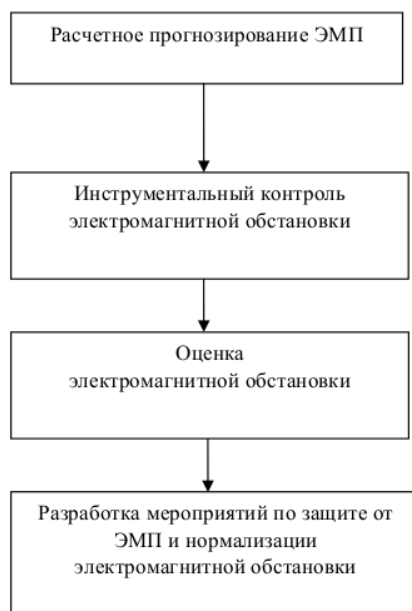 Расчетное прогнозирование ЭМП
Инструментальный контроль
электромагнитной обстановки
Оценка
электромагнитной обстановки
Разработка мероприятий по защите от
ЭМП и нормализации
электромагнитной обстановки